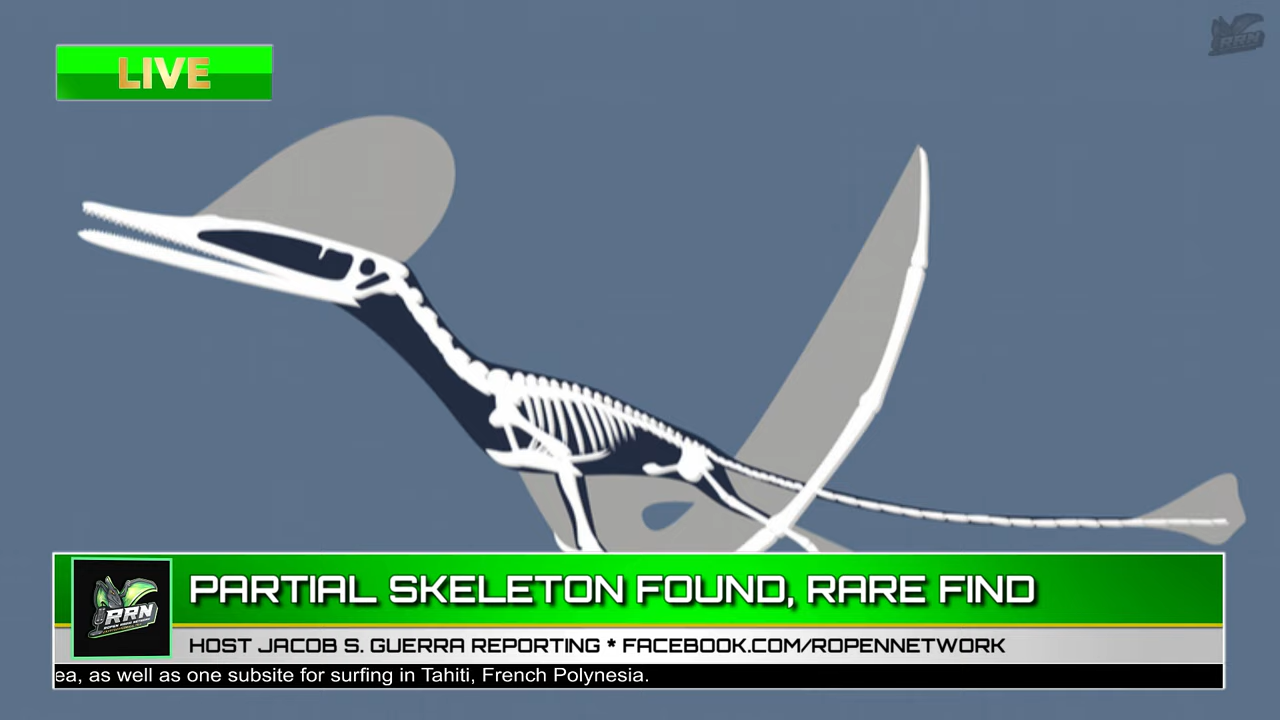 RRN
LIVE
PARTIAL SKELETON FOUND, RARE FIND
RRN
HOST JACOB S. GUERRA REPORTING * FACEBOOK.COM/ROPENNETWORK
ea, as well as one subsite for surfing in Tahiti, French Polynesia.